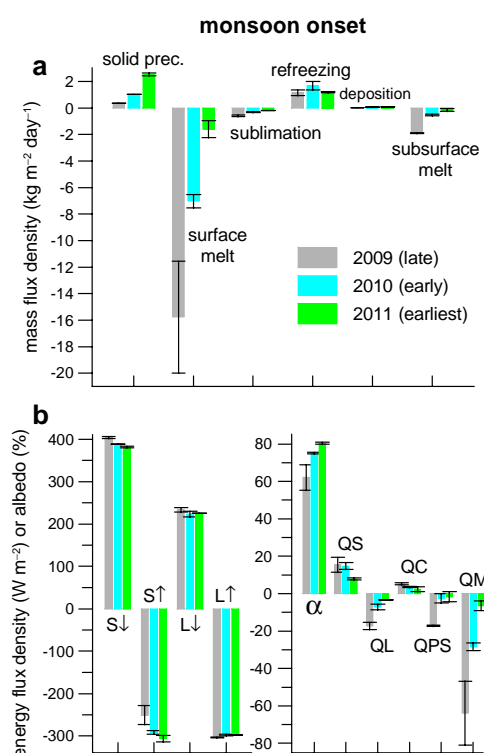 monsoon onset
a
mass flux density (kg m⁻² day⁻¹)
2
0
-2
-4
-6
-8
-10
-12
-14
-16
-18
-20
solid prec.
surface
melt
sublimation
refreezing
deposition
subsurface
melt
2009 (late)
2010 (early)
2011 (earliest)
b
energy flux density (W m⁻²) or albedo (%)
400
300
200
100
0
-100
-200
-300
S↓
S↑
L↓
L↑
80
60
40
20
0
-20
-40
-60
-80
α
QS
QL
QC
QPS
QM